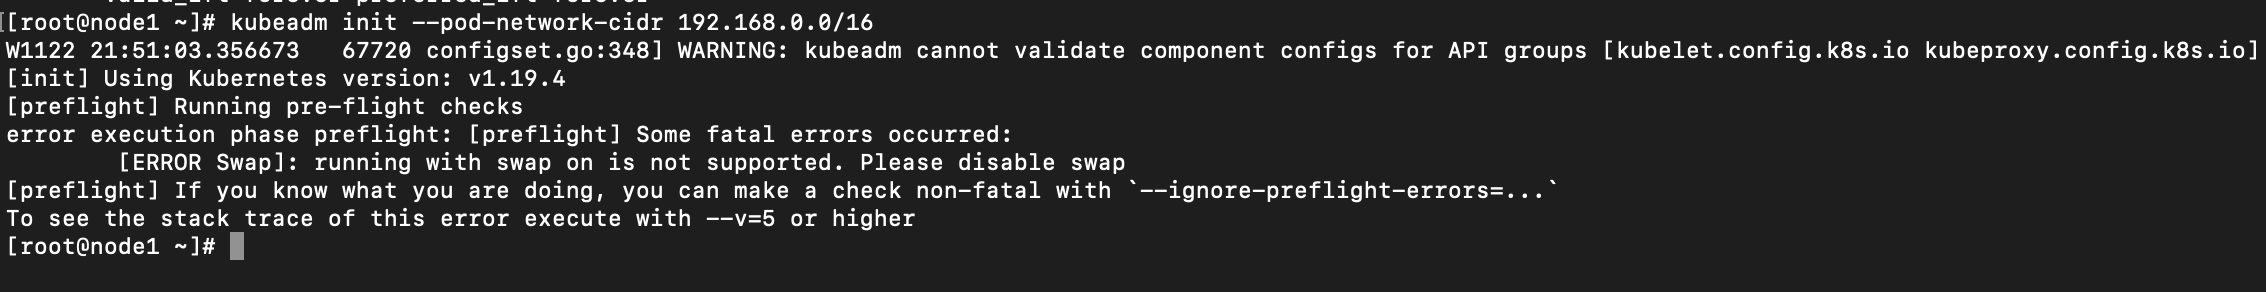 [root@node1 ~]# kubeadm init --pod-network-cidr 192.168.0.0/16
W1122 21:51:03.356673   67720 configset.go:348] WARNING: kubeadm cannot validate component configs for API groups [kubelet.config.k8s.io kubeproxy.config.k8s.io]
[init] Using Kubernetes version: v1.19.4
[preflight] Running pre-flight checks
error execution phase preflight: [preflight] Some fatal errors occurred:
        [ERROR Swap]: running with swap on is not supported. Please disable swap
[preflight] If you know what you are doing, you can make a check non-fatal with `--ignore-preflight-errors=...`
To see the stack trace of this error execute with --v=5 or higher
[root@node1 ~]#